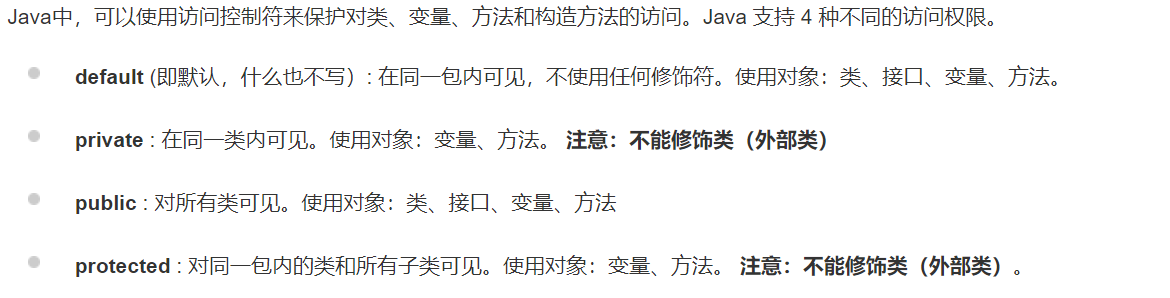 Java中，可以使用访问控制符来保护对类、变量、方法和构造方法的访问。Java 支持 4 种不同的访问权限。
default (即默认，什么也不写）: 在同一包内可见，不使用任何修饰符。使用对象：类、接口、变量、方法。
private : 在同一类内可见。使用对象：变量、方法。 注意：不能修饰类（外部类）
public : 对所有类可见。使用对象：类、接口、变量、方法
protected : 对同一包内的类和所有子类可见。使用对象：变量、方法。 注意：不能修饰类（外部类）。